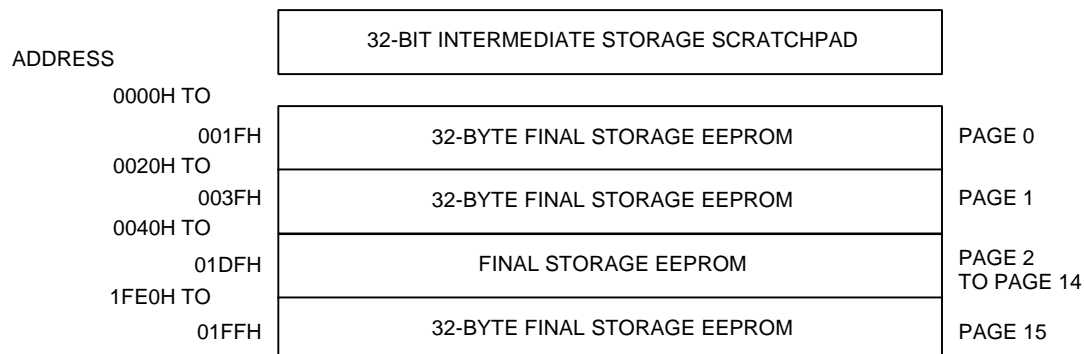 32-BIT INTERMEDIATE STORAGE SCRATCHPAD
ADDRESS
0000H TO
001FH 32-BYTE FINAL STORAGE EEPROM PAGE 0
0020H TO
003FH 32-BYTE FINAL STORAGE EEPROM PAGE 1
0040H TO
01DFH FINAL STORAGE EEPROM PAGE 2
TO PAGE 14
1FE0H TO
01FFH 32-BYTE FINAL STORAGE EEPROM PAGE 15